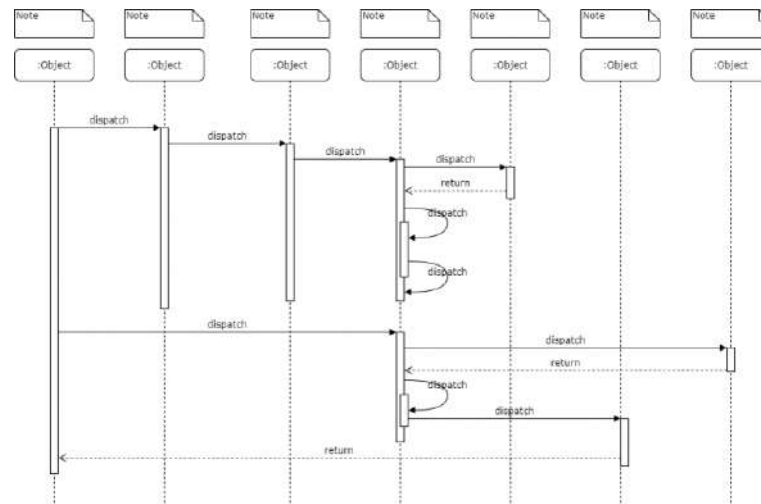 Note Note Note Note Note Note Note
:Object :Object :Object :Object :Object :Object :Object
dispatch
dispatch
dispatch
dispatch
return
dispatch
dispatch
dispatch
dispatch
return
dispatch
dispatch
return